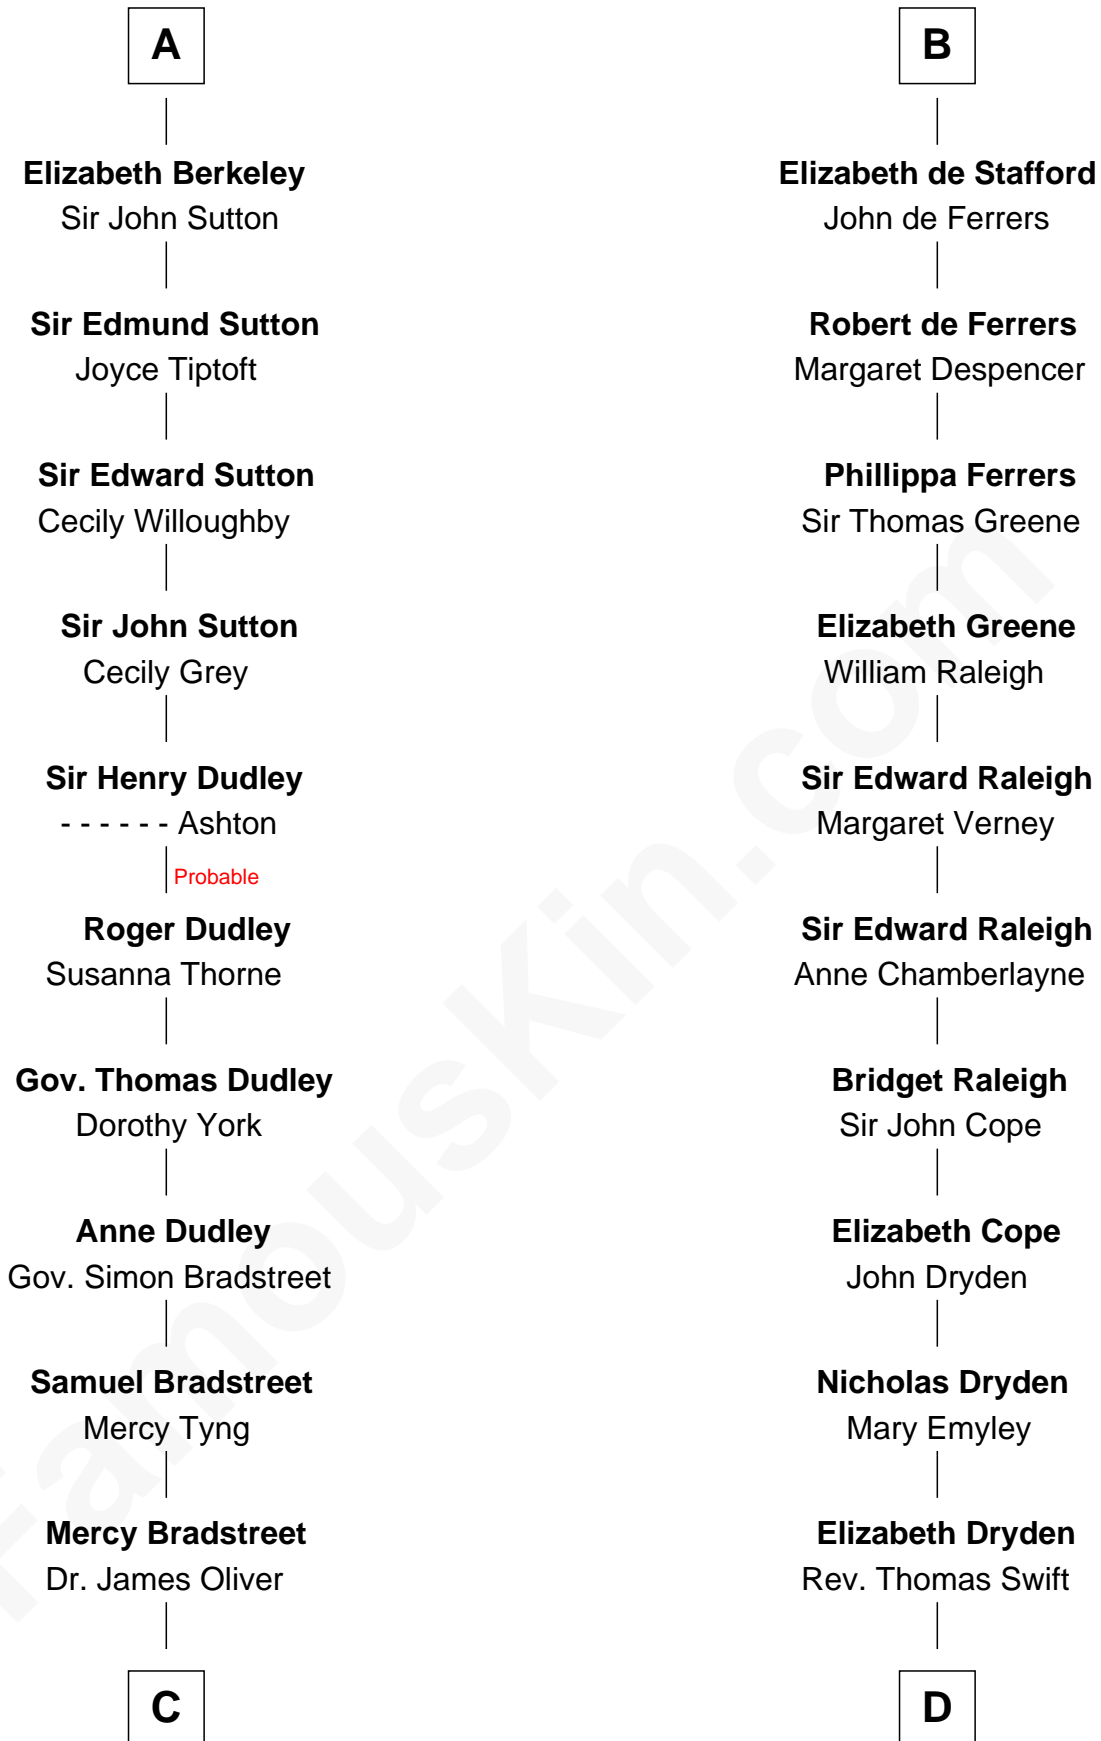 A
Elizabeth Berkeley
Sir John Sutton
Sir Edmund Sutton
Joyce Tiptoft
Sir Edward Sutton
Cecily Willoughby
Sir John Sutton
Cecily Grey
Sir Henry Dudley
- - - - - - Ashton
Probable
Roger Dudley
Susanna Thorne
Gov. Thomas Dudley
Dorothy York
Anne Dudley
Gov. Simon Bradstreet
Samuel Bradstreet
Mercy Tyng
Mercy Bradstreet
Dr. James Oliver
C
B
Elizabeth de Stafford
John de Ferrers
Robert de Ferrers
Margaret Despencer
Phillippa Ferrers
Sir Thomas Greene
Elizabeth Greene
William Raleigh
Sir Edward Raleigh
Margaret Verney
Sir Edward Raleigh
Anne Chamberlayne
Bridget Raleigh
Sir John Cope
Elizabeth Cope
John Dryden
Nicholas Dryden
Mary Emyley
Elizabeth Dryden
Rev. Thomas Swift
D
FamousKin.com